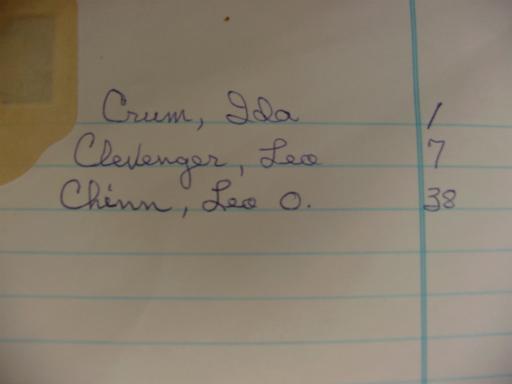 Crum, Ida 1
Clevenger, Leo 7
Chinn, Leo O. 38